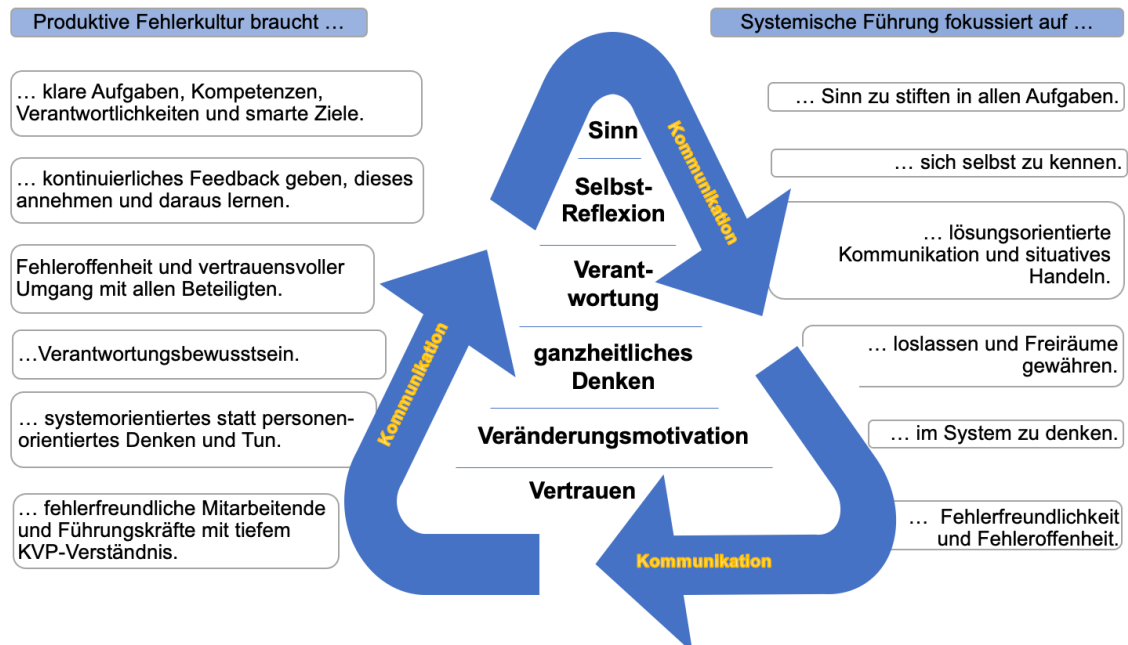 Produktive Fehlerkultur braucht …
… klare Aufgaben, Kompetenzen,
Verantwortlichkeiten und smarte Ziele.
… kontinuierliches Feedback geben, dieses
annehmen und daraus lernen.
Fehleroffenheit und vertrauensvoller
Umgang mit allen Beteiligten.
…Verantwortungsbewusstsein.
… systemorientiertes statt personen-
orientiertes Denken und Tun.
… fehlerfreundliche Mitarbeitende
und Führungskräfte mit tiefem
KVP-Verständnis.
Sinn
Selbst-
Reflexion
Verant-
wortung
ganzheitliches
Denken
Veränderungsmotivation
Vertrauen
Kommunikation
Kommunikation
Kommunikation
Systemische Führung fokussiert auf …
… Sinn zu stiften in allen Aufgaben.
… sich selbst zu kennen.
… lösungsorientierte
Kommunikation und situatives
Handeln.
… loslassen und Freiräume
gewähren.
… im System zu denken.
… Fehlerfreundlichkeit
und Fehleroffenheit.